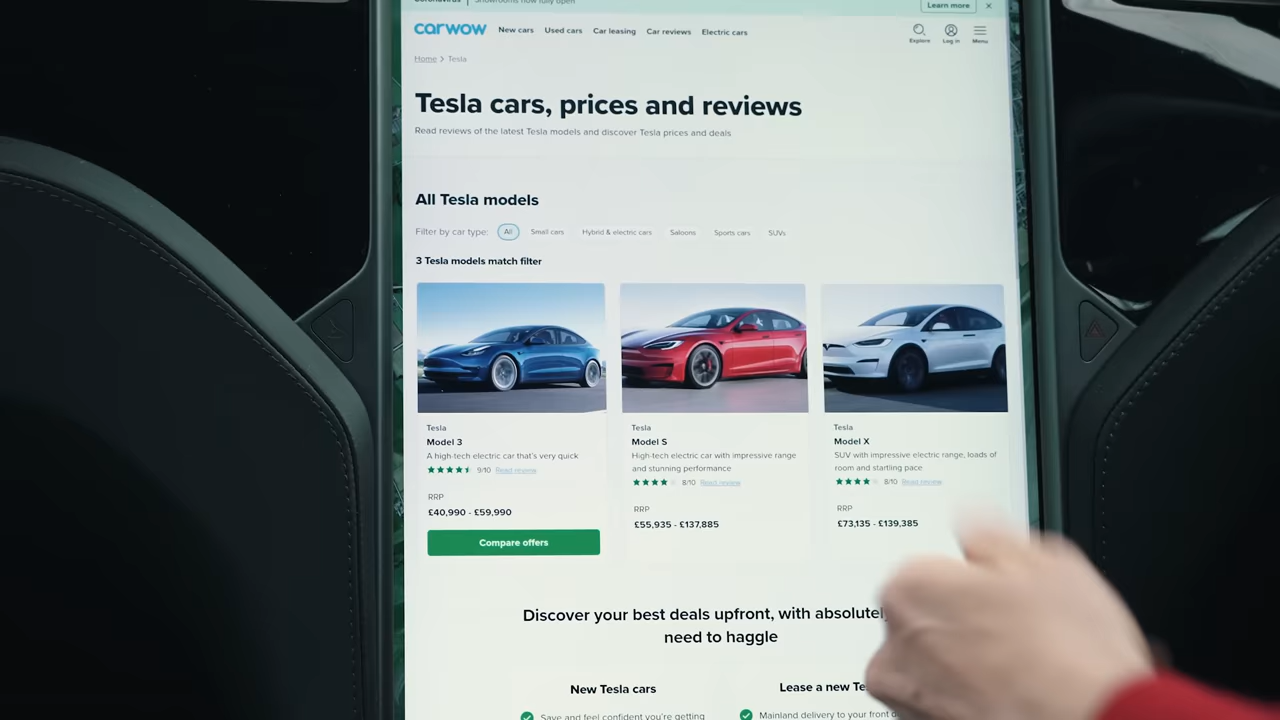 Coronavirus | Showrooms now fully open
Learn more ×
carwow New cars Used cars Car leasing Car reviews Electric cars
Explore Log in Menu
Home > Tesla
Tesla cars, prices and reviews
Read reviews of the latest Tesla models and discover Tesla prices and deals
All Tesla models
Filter by car type: All Small cars Hybrid & electric cars Saloons Sports cars SUVs
3 Tesla models match filter
Tesla
Model 3
A high-tech electric car that's very quick
9/10 Read review
RRP
£40,990 - £59,990
Compare offers
Tesla
Model S
High-tech electric car with impressive range
and stunning performance
8/10 Read review
RRP
£55,935 - £137,885
Tesla
Model X
SUV with impressive electric range, loads of
room and startling pace
8/10 Read review
RRP
£73,135 - £139,385
Discover your best deals upfront, with absolutely
need to haggle
New Tesla cars
Save and feel confident you're getting
Lease a new
Mainland delivery to your front